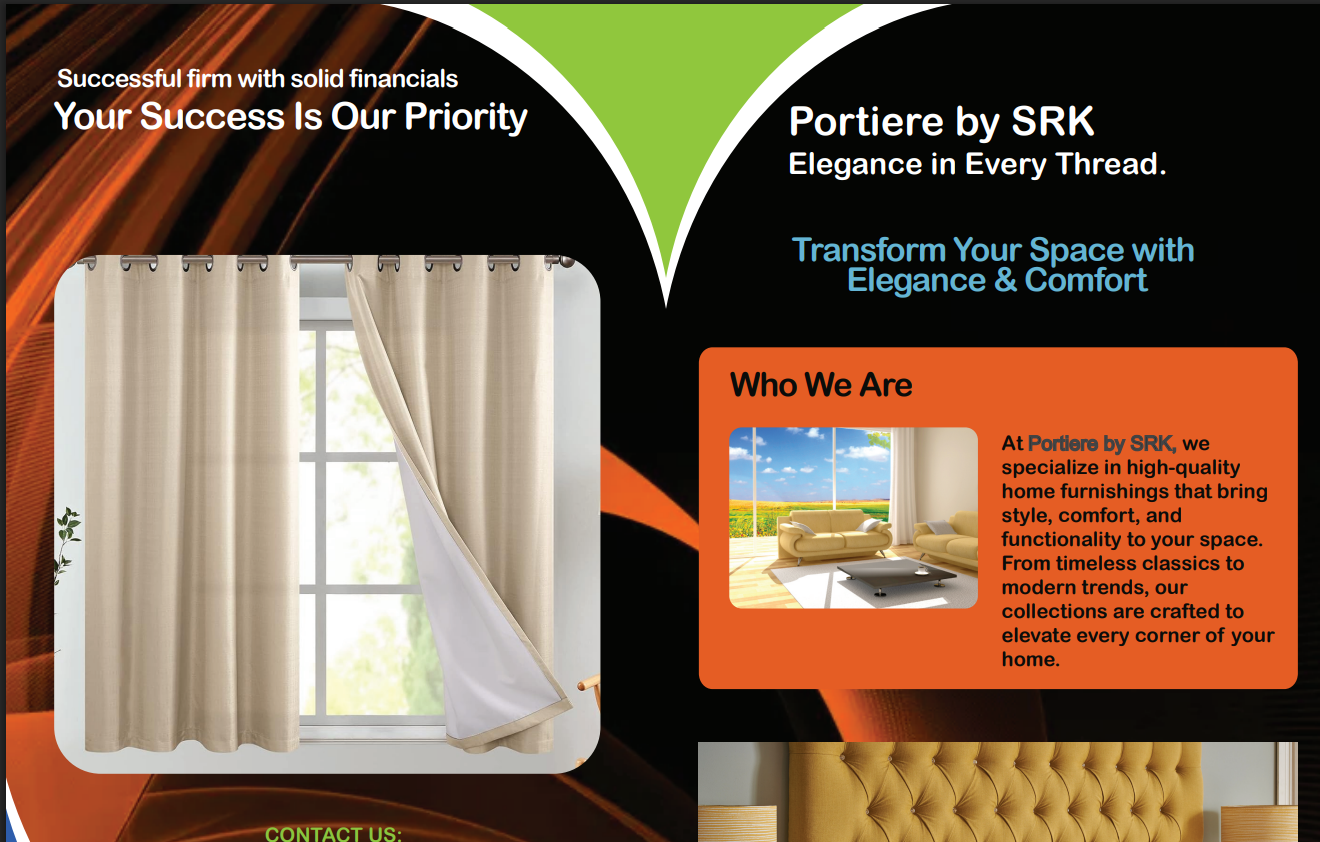 Successful firm with solid financials
Your Success Is Our Priority
CONTACT US:
Portiere by SRK
Elegance in Every Thread.
Transform Your Space with
Elegance & Comfort
Who We Are
At Portiere by SRK, we
specialize in high-quality
home furnishings that bring
style, comfort, and
functionality to your space.
From timeless classics to
modern trends, our
collections are crafted to
elevate every corner of your
home.